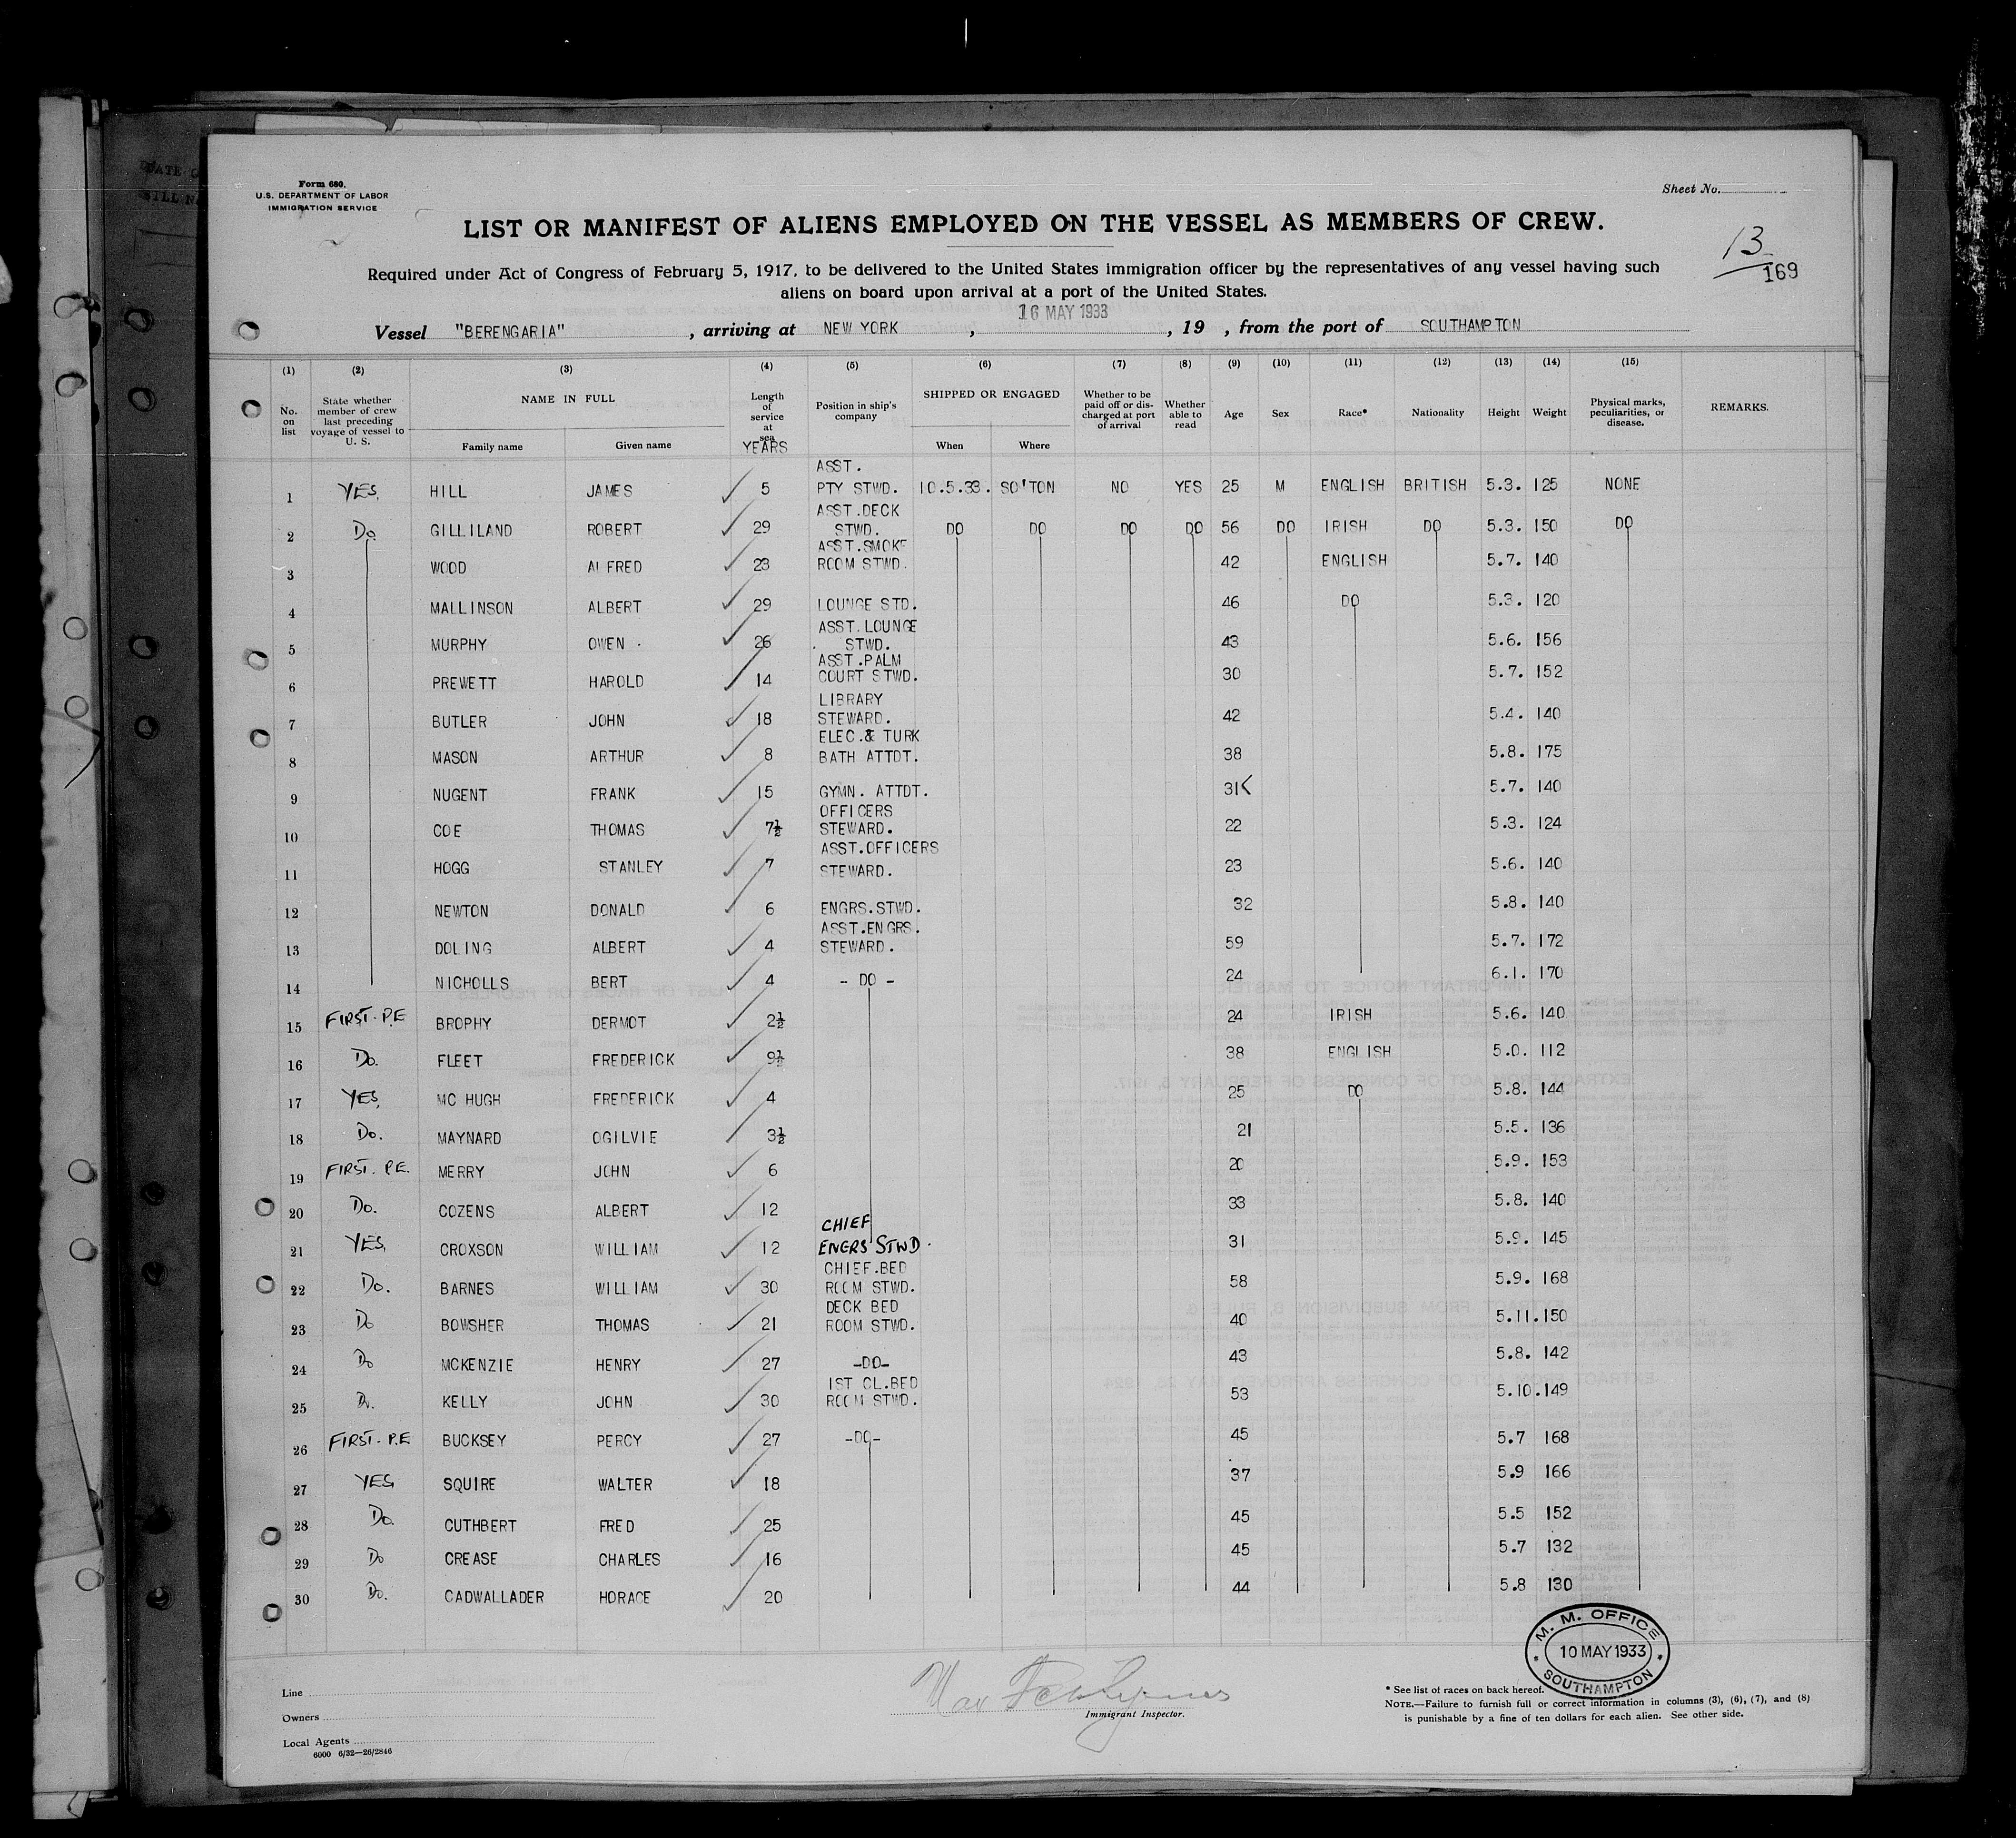 Form 680.
U.S. DEPARTMENT OF LABOR
IMMIGRATION SERVICE
Sheet No.
LIST OR MANIFEST OF ALIENS EMPLOYED ON THE VESSEL AS MEMBERS OF CREW.
13
169
Required under Act of Congress of February 5, 1917, to be delivered to the United States immigration officer by the representatives of any vessel having such
aliens on board upon arrival at a port of the United States.
Vessel "BERENGARIA", arriving at NEW YORK, 16 MAY 1933, 19 , from the port of SOUTHAMPTON
(1) (2) (3) (4) (5) (6) (7) (8) (9) (10) (11) (12) (13) (14) (15)
No. on list State whether member of crew last preceding voyage of vessel to U. S. NAME IN FULL Family name Given name Length of service at sea YEARS Position in ship's company SHIPPED OR ENGAGED When Where Whether to be paid off or discharged at port of arrival Whether able to read Age Sex Race* Nationality Height Weight Physical marks, peculiarities, or disease. REMARKS.
1 YES, HILL JAMES 5 ASST. PTY STWD. 10.5.33. SO'TON NO YES 25 M ENGLISH BRITISH 5.3. 125 NONE
2 Do. GILLILAND ROBERT 29 ASST.DECK STWD. DO DO DO DO 56 DO IRISH DO 5.3. 150 DO
3 WOOD ALFRED 23 ASST.SMOKE ROOM STWD. 42 ENGLISH 5.7. 140
4 MALLINSON ALBERT 29 LOUNGE STD. 46 DO 5.3. 120
5 MURPHY OWEN . 26 ASST.LOUNGE STWD. 43 5.6. 156
6 PREWETT HAROLD 14 ASST.PALM COURT STWD. 30 5.7. 152
7 BUTLER JOHN 18 LIBRARY STEWARD. 42 5.4. 140
8 MASON ARTHUR 8 ELEC.& TURK BATH ATTDT. 38 5.8. 175
9 NUGENT FRANK 15 GYMN. ATTDT. 31 5.7. 140
10 COE THOMAS 7½ OFFICERS STEWARD. 22 5.3. 124
11 HOGG STANLEY 7 ASST.OFFICERS STEWARD. 23 5.6. 140
12 NEWTON DONALD 6 ENGRS.STWD. 32 5.8. 140
13 DOLING ALBERT 4 ASST.ENGRS. STEWARD. 59 5.7. 172
14 NICHOLLS BERT 4 - DO - 24 6.1. 170
15 FIRST. P.E BROPHY DERMOT 2½ 24 IRISH 5.6. 140
16 Do. FLEET FREDERICK 9½ 38 ENGLISH 5.0. 112
17 YES, MC HUGH FREDERICK 4 25 DO 5.8. 144
18 Do. MAYNARD OGILVIE 3½ 21 5.5. 136
19 FIRST. P.E. MERRY JOHN 6 20 5.9. 153
20 Do. COZENS ALBERT 12 33 5.8. 140
21 YES, CROXSON WILLIAM 12 CHIEF ENGRS STWD. 31 5.9. 145
22 Do. BARNES WILLIAM 30 CHIEF.BED ROOM STWD. 58 5.9. 168
23 Do BOWSHER THOMAS 21 DECK BED ROOM STWD. 40 5.11.150
24 Do MCKENZIE HENRY 27 -DO- 43 5.8. 142
25 Do. KELLY JOHN 30 1ST CL.BED ROOM STWD. 53 5.10.149
26 FIRST. P.E BUCKSEY PERCY 27 -DO- 45 5.7 168
27 YES SQUIRE WALTER 18 37 5.9 166
28 Do. CUTHBERT FRED 25 45 5.5 152
29 Do CREASE CHARLES 16 45 5.7 132
30 Do. CADWALLADER HORACE 20 44 5.8 130
M. M. OFFICE
10 MAY 1933
SOUTHAMPTON
Line
Owners
Local Agents
6000 6/32—26/2846
Immigrant Inspector.
* See list of races on back hereof.
NOTE.—Failure to furnish full or correct information in columns (3), (6), (7), and (8)
is punishable by a fine of ten dollars for each alien. See other side.